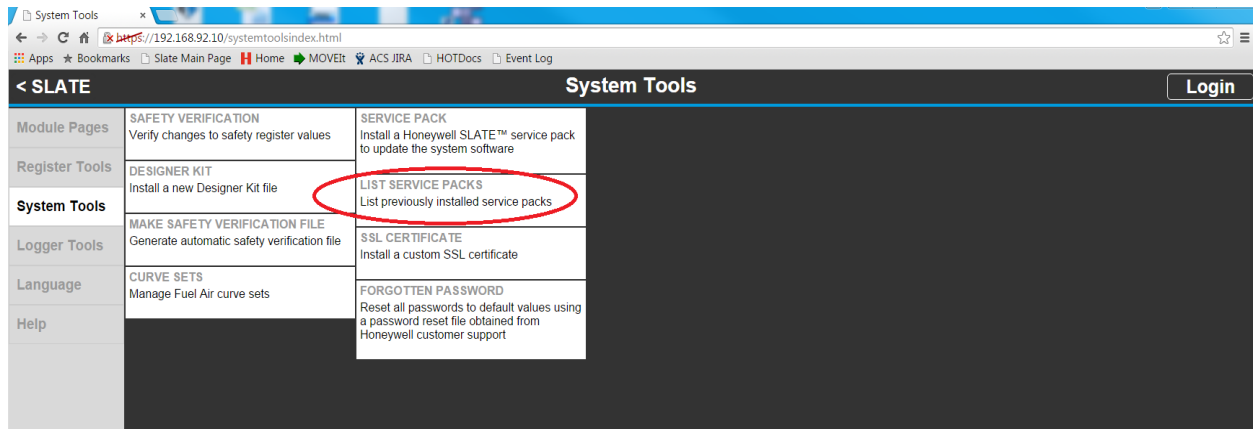 System Tools
https://192.168.92.10/systemtoolsindex.html
Apps Bookmarks Slate Main Page Home MOVEIt ACS JIRA HOTDocs Event Log
< SLATE System Tools Login
Module Pages
Register Tools
System Tools
Logger Tools
Language
Help
SAFETY VERIFICATION
Verify changes to safety register values
DESIGNER KIT
Install a new Designer Kit file
MAKE SAFETY VERIFICATION FILE
Generate automatic safety verification file
CURVE SETS
Manage Fuel Air curve sets
SERVICE PACK
Install a Honeywell SLATE™ service pack
to update the system software
LIST SERVICE PACKS
List previously installed service packs
SSL CERTIFICATE
Install a custom SSL certificate
FORGOTTEN PASSWORD
Reset all passwords to default values using
a password reset file obtained from
Honeywell customer support